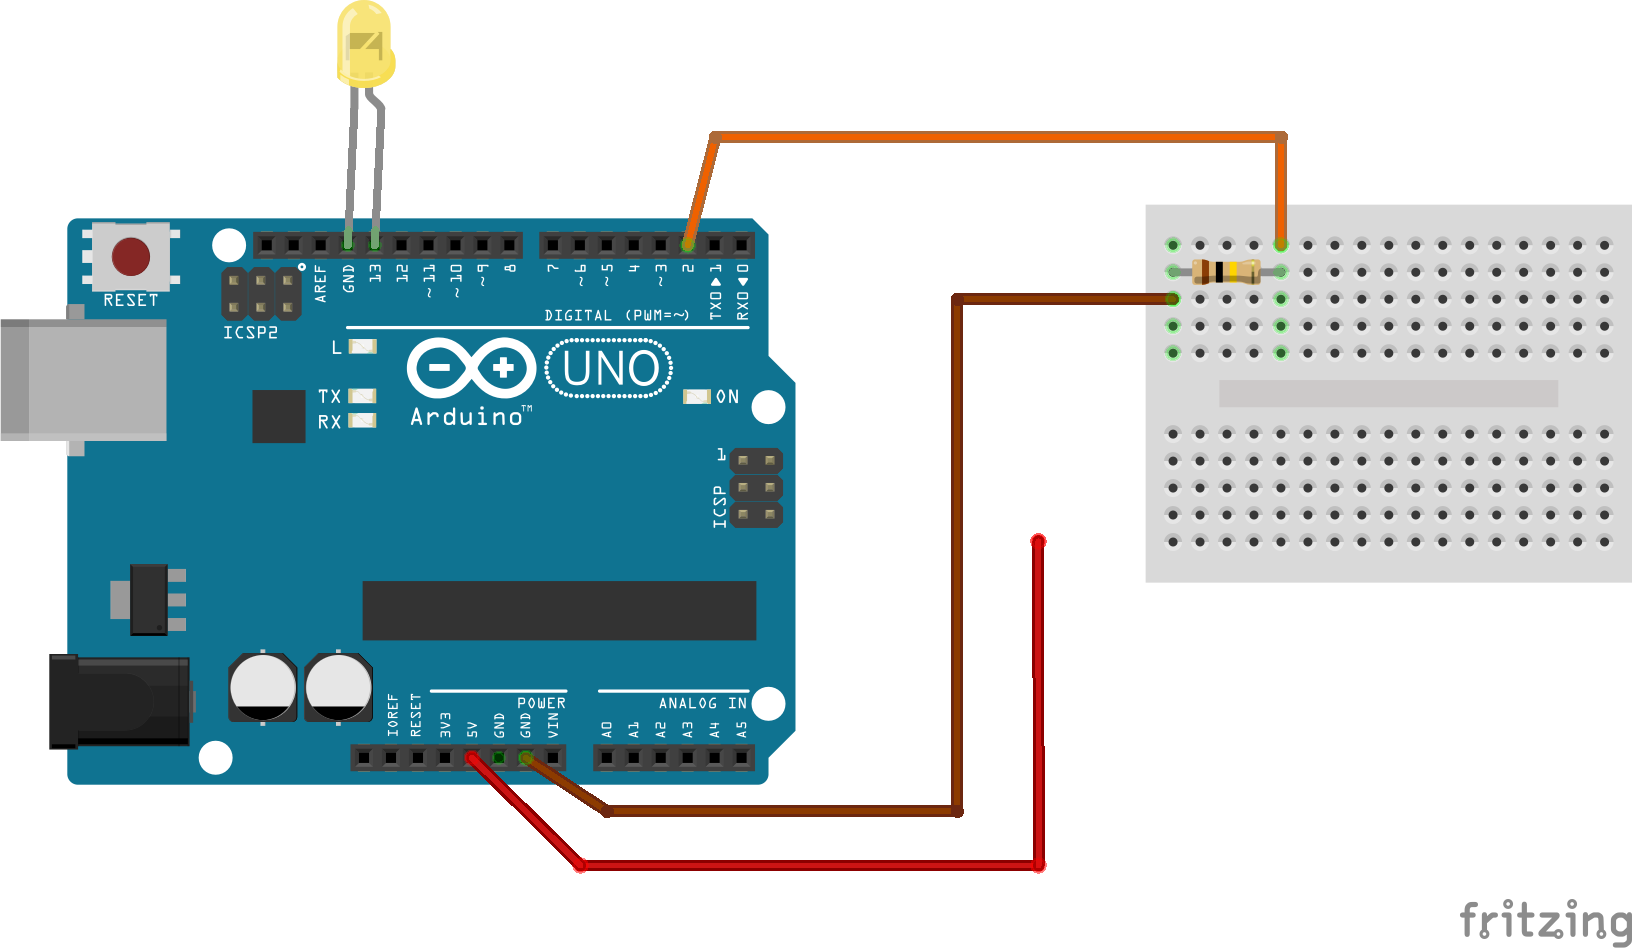 RESET
ICSP2
AREF
GND
13
12
~11
~10
~9
8
7
~6
~5
4
~3
2
TX0▶1
RX0◀0
DIGITAL (PWM=~)
L
TX
RX
UNO
Arduino™
ON
1
ICSP
IOREF
RESET
3V3
5V
GND
GND
VIN
POWER
ANALOG IN
A0
A1
A2
A3
A4
A5
fritzing